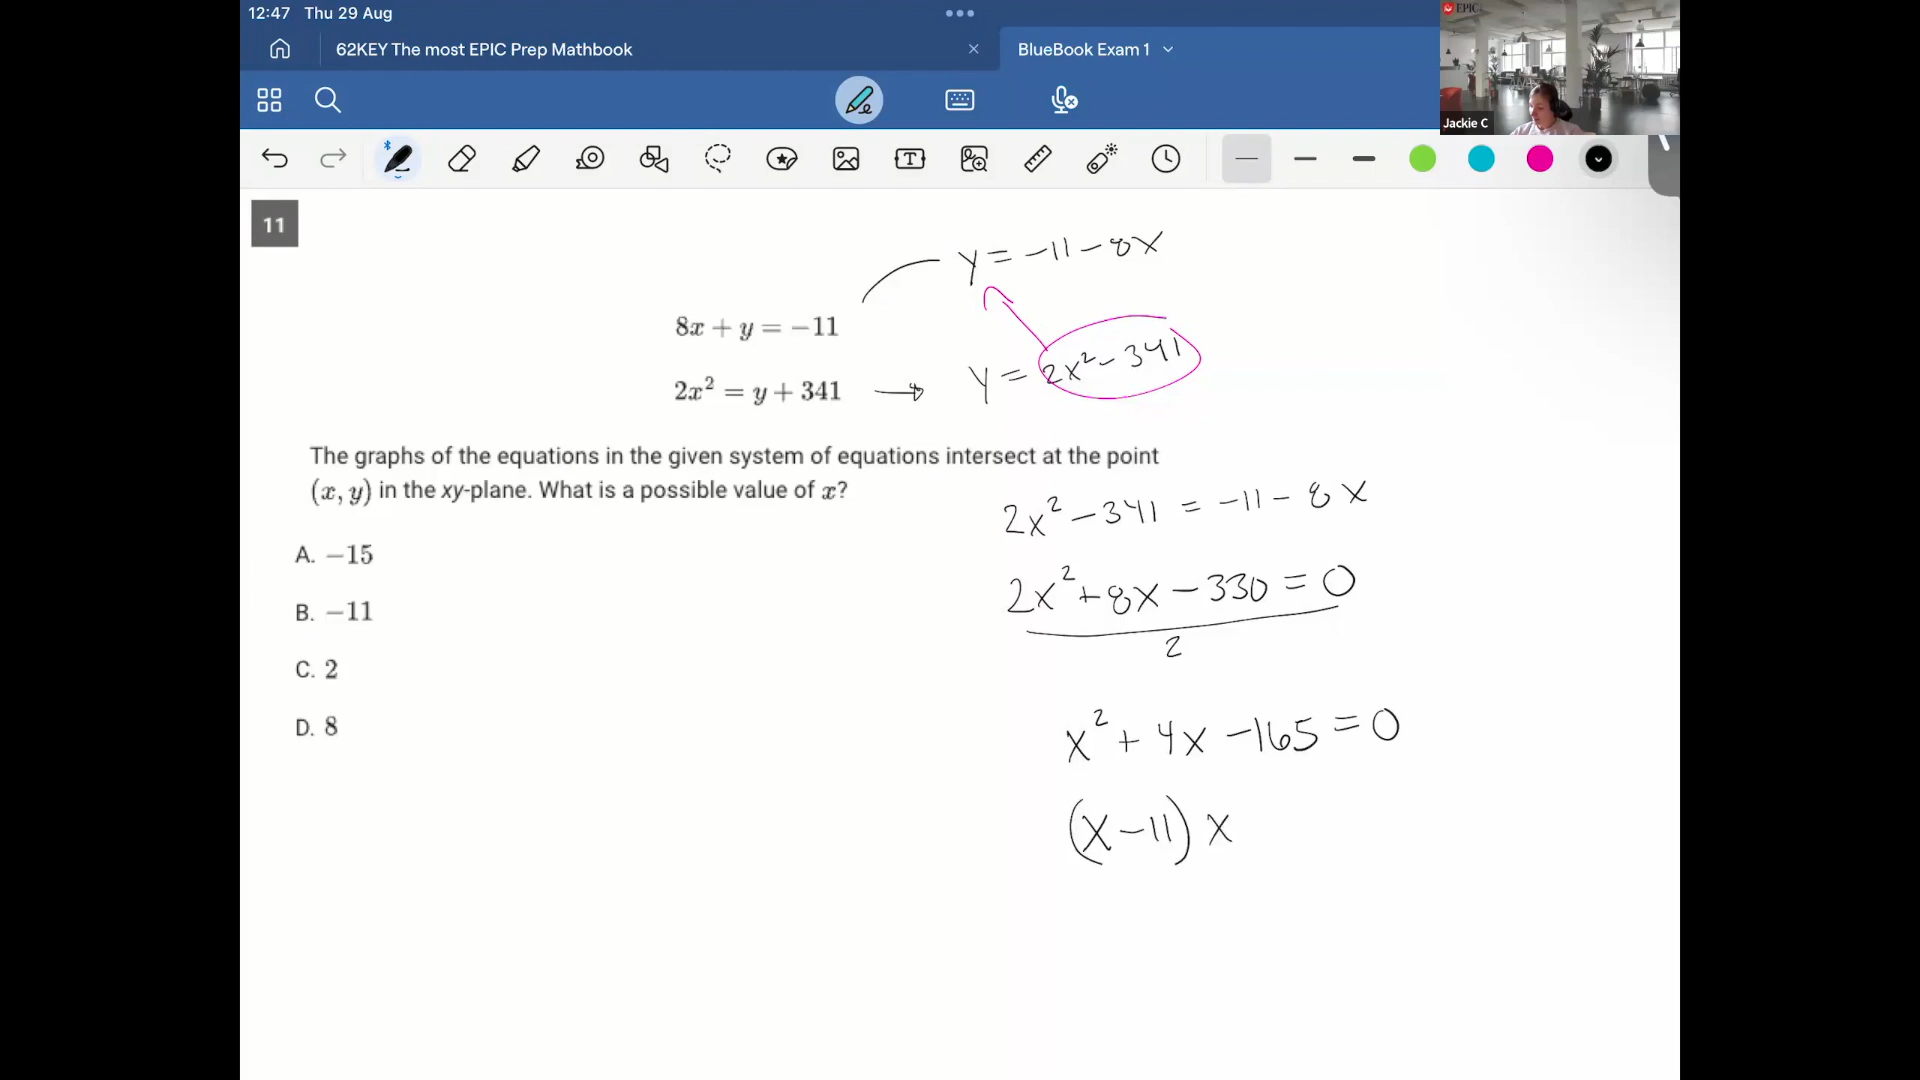 12:47 Thu 29 Aug
EPIC
62KEY The most EPIC Prep Mathbook
BlueBook Exam 1
Jackie C
11
y = -11 - 8x
8x + y = −11
y = 2x² - 341
2x² = y + 341
The graphs of the equations in the given system of equations intersect at the point
(x, y) in the xy-plane. What is a possible value of x?
2x² - 341 = -11 - 8x
A. −15
2x² + 8x - 330 = 0
B. −11
2
C. 2
D. 8
x² + 4x - 165 = 0
(x - 11) x